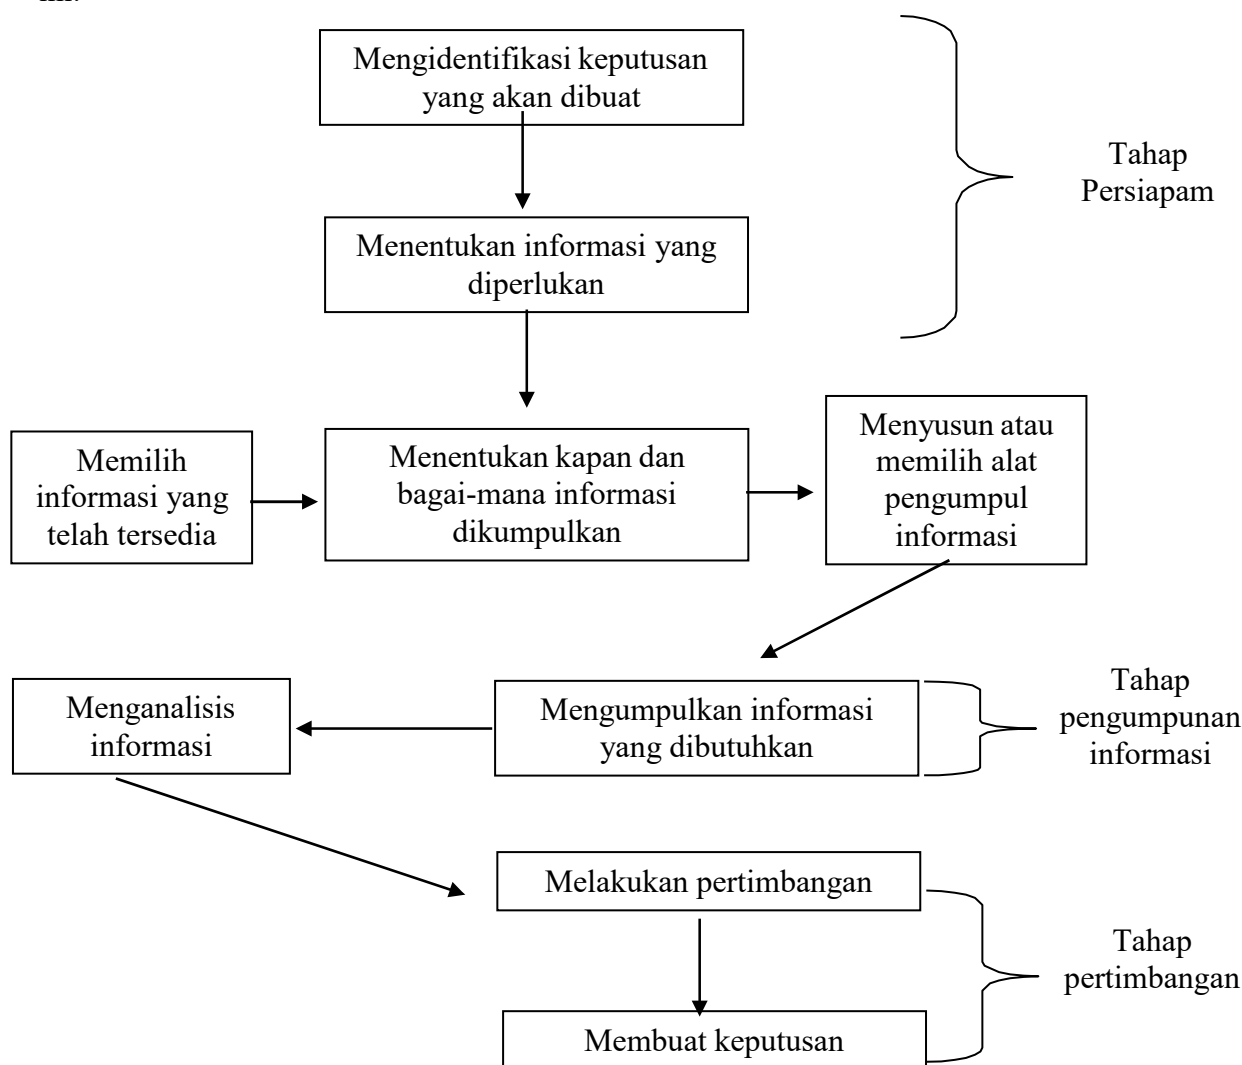 Mengidentifikasi keputusan
yang akan dibuat
Tahap
Persiapam
Menentukan informasi yang
diperlukan
Memilih
informasi yang
telah tersedia
Menentukan kapan dan
bagai-mana informasi
dikumpulkan
Menyusun atau
memilih alat
pengumpul
informasi
Menganalisis
informasi
Mengumpulkan informasi
yang dibutuhkan
Tahap
pengumpunan
informasi
Melakukan pertimbangan
Tahap
pertimbangan
Membuat keputusan